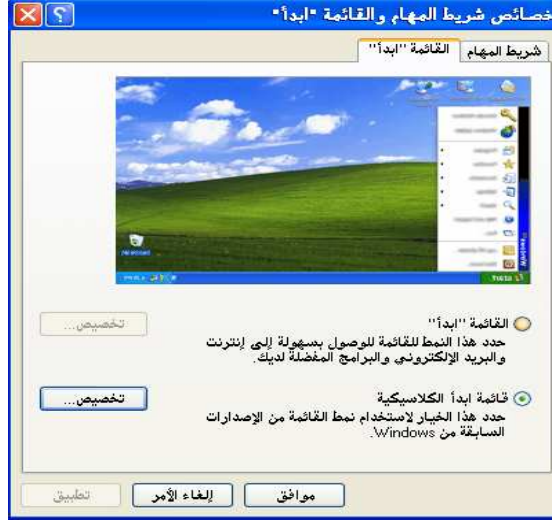 خصائص شريط المهام والقائمة "ابدأ"
شريط المهام
القائمة "ابدأ"
القائمة "ابدأ"
تخصيص...
حدد هذا النمط للقائمة للوصول بسهولة إلى إنترنت
والبريد الإلكتروني والبرامج المفضلة لديك.
قائمة ابدأ الكلاسيكية
تخصيص...
حدد هذا الخيار لاستخدام نمط القائمة من الإصدارات
السابقة من Windows.
موافق
إلغاء الأمر
تطبيق